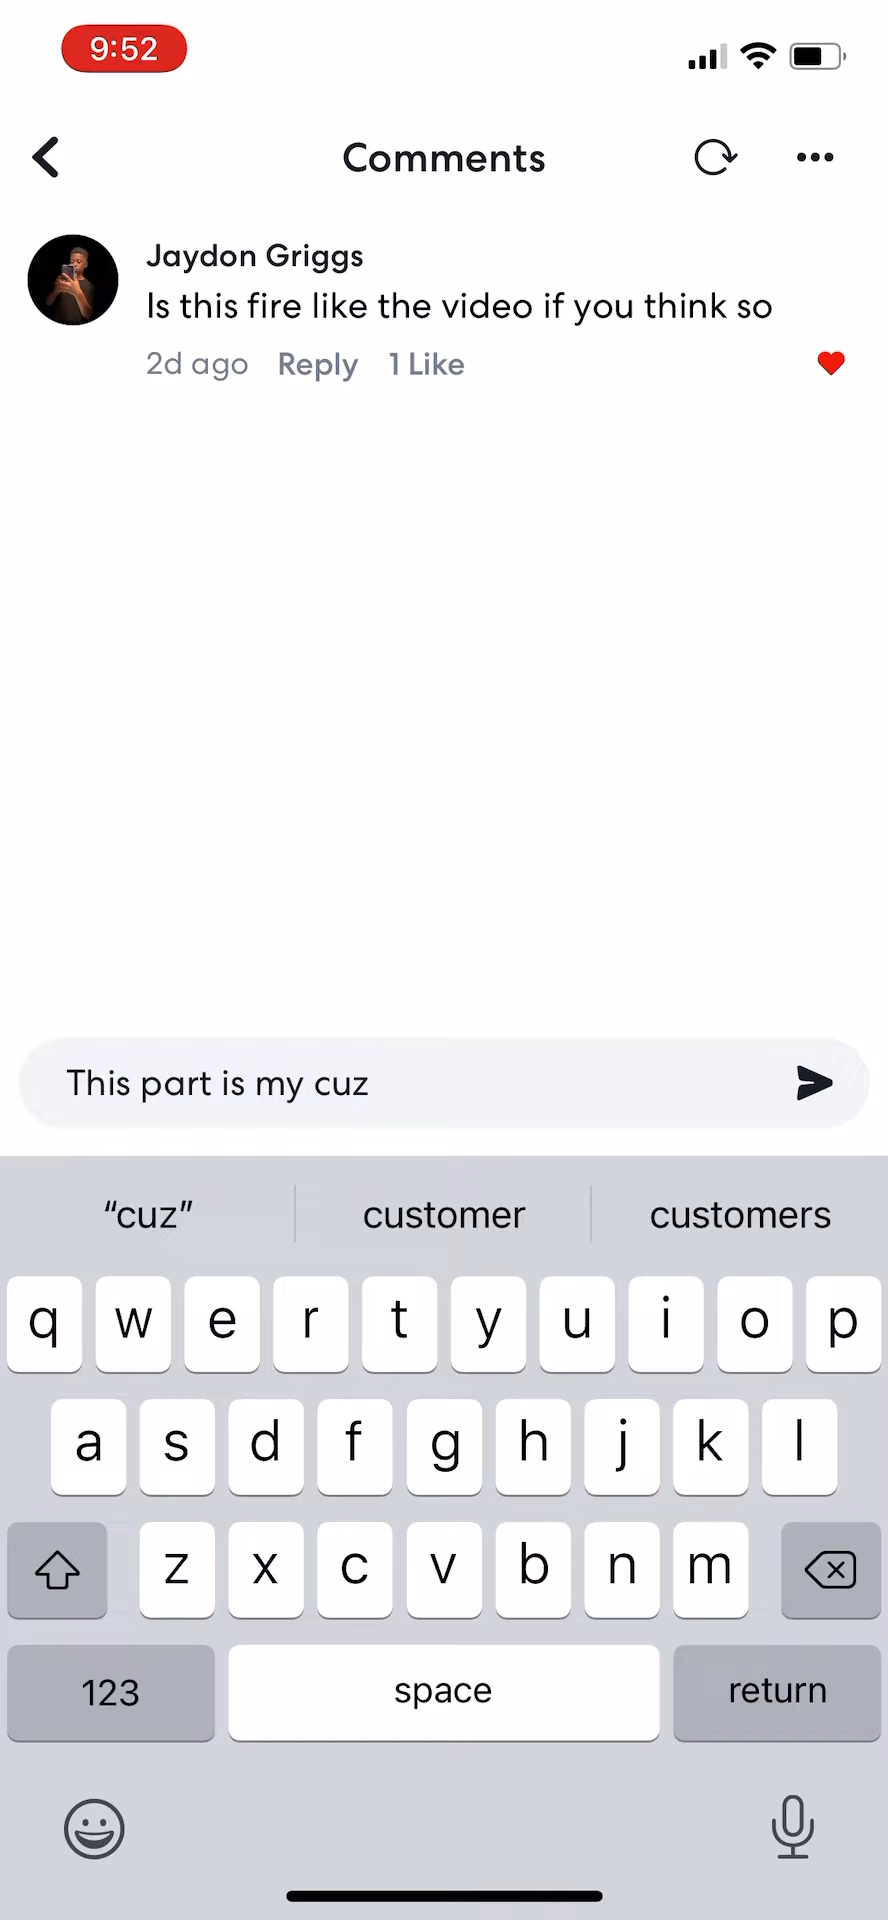 9:52
Comments
Jaydon Griggs
Is this fire like the video if you think so
2d ago Reply 1 Like
This part is my cuz
“cuz” customer customers
q w e r t y u i o p
a s d f g h j k l
z x c v b n m
123 space return